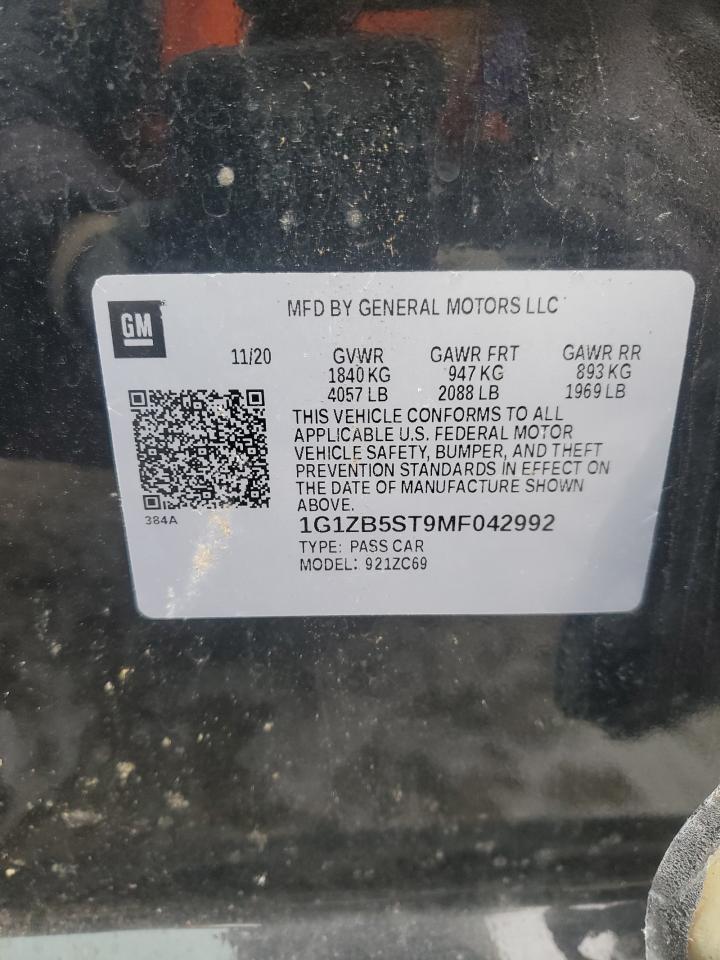 MFD BY GENERAL MOTORS LLC
GM
11/20 GVWR GAWR FRT GAWR RR
1840 KG 947 KG 893 KG
4057 LB 2088 LB 1969 LB
THIS VEHICLE CONFORMS TO ALL
APPLICABLE U.S. FEDERAL MOTOR
VEHICLE SAFETY, BUMPER, AND THEFT
PREVENTION STANDARDS IN EFFECT ON
THE DATE OF MANUFACTURE SHOWN
ABOVE.
384A
1G1ZB5ST9MF042992
TYPE: PASS CAR
MODEL: 921ZC69